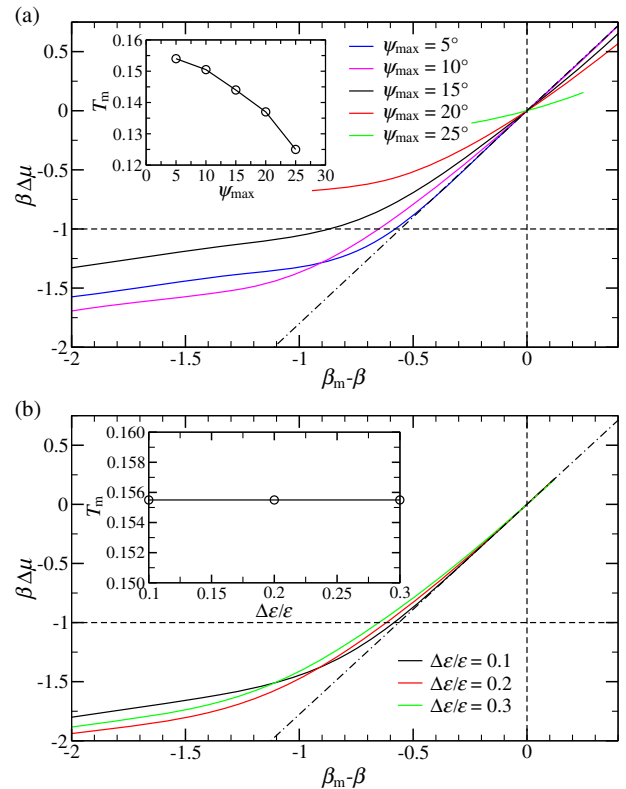 (a)
0.16
0.15
0.14
0.13
0.12
T_m
0 5 10 15 20 25 30
ψ_max
ψ_max = 5°
ψ_max = 10°
ψ_max = 15°
ψ_max = 20°
ψ_max = 25°
0.5
0
-0.5
-1
-1.5
-2
β Δμ
-2 -1.5 -1 -0.5 0
β_m-β
(b)
0.160
0.158
0.156
0.154
0.152
0.150
T_m
0.1 0.15 0.2 0.25 0.3
Δε/ε
0.5
0
-0.5
-1
-1.5
-2
β Δμ
Δε/ε = 0.1
Δε/ε = 0.2
Δε/ε = 0.3
-2 -1.5 -1 -0.5 0
β_m-β